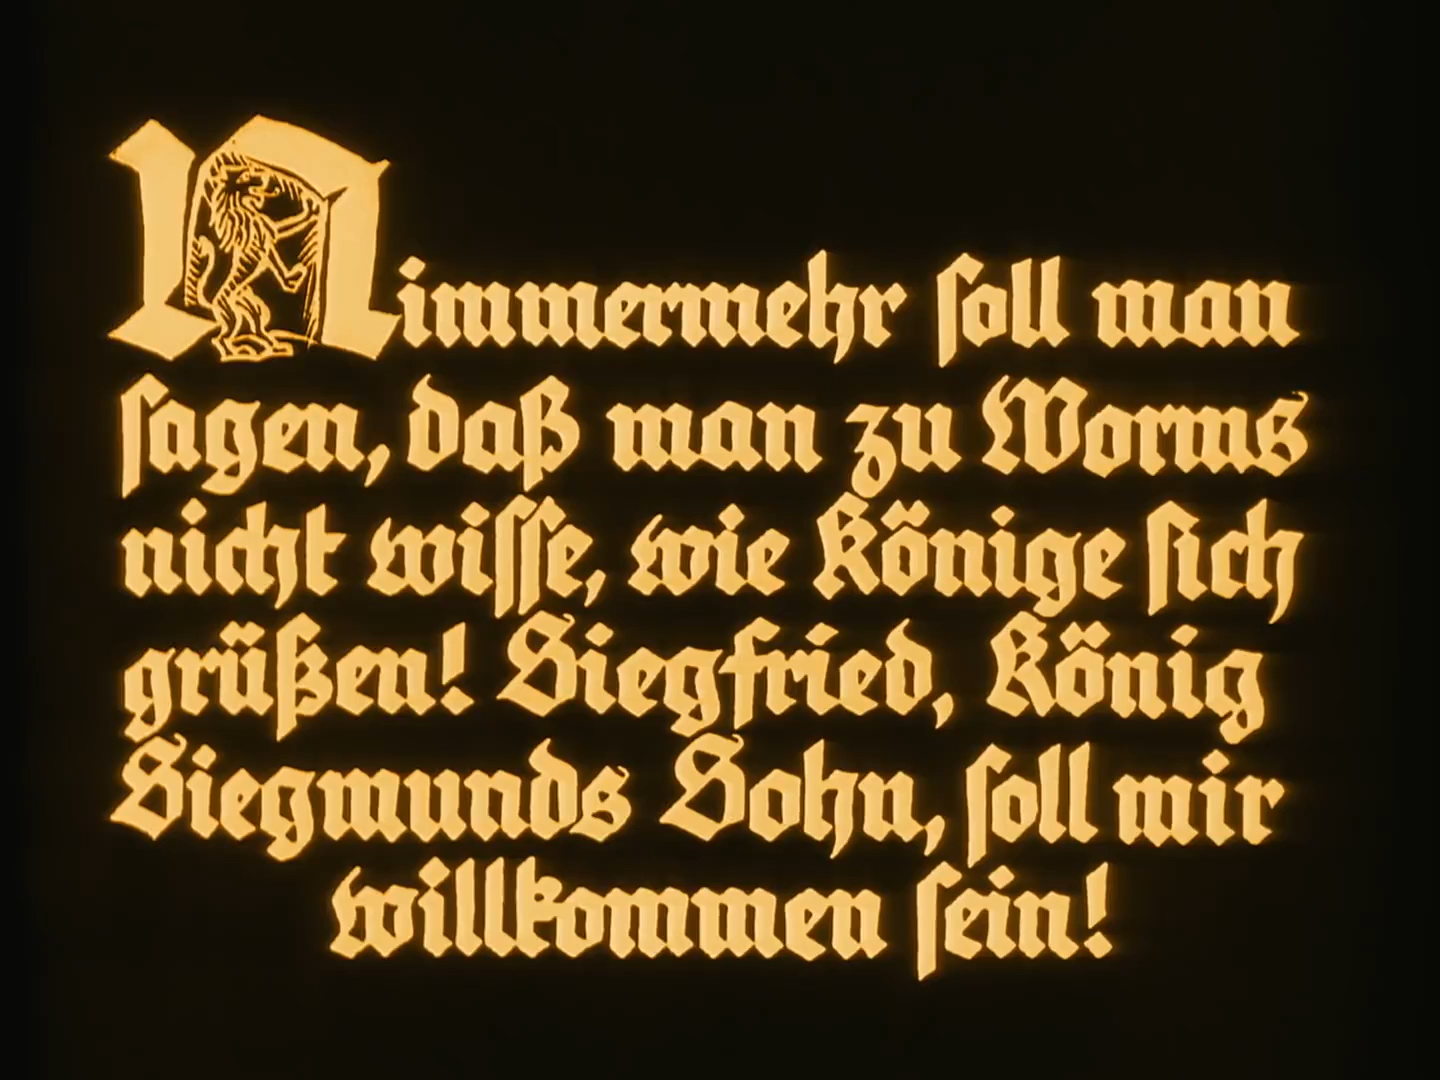 Nimmermehr soll man
sagen, daß man zu Worms
nicht wisse, wie Könige sich
grüßen! Siegfried, König
Siegmunds Sohn, soll mir
willkommen sein!